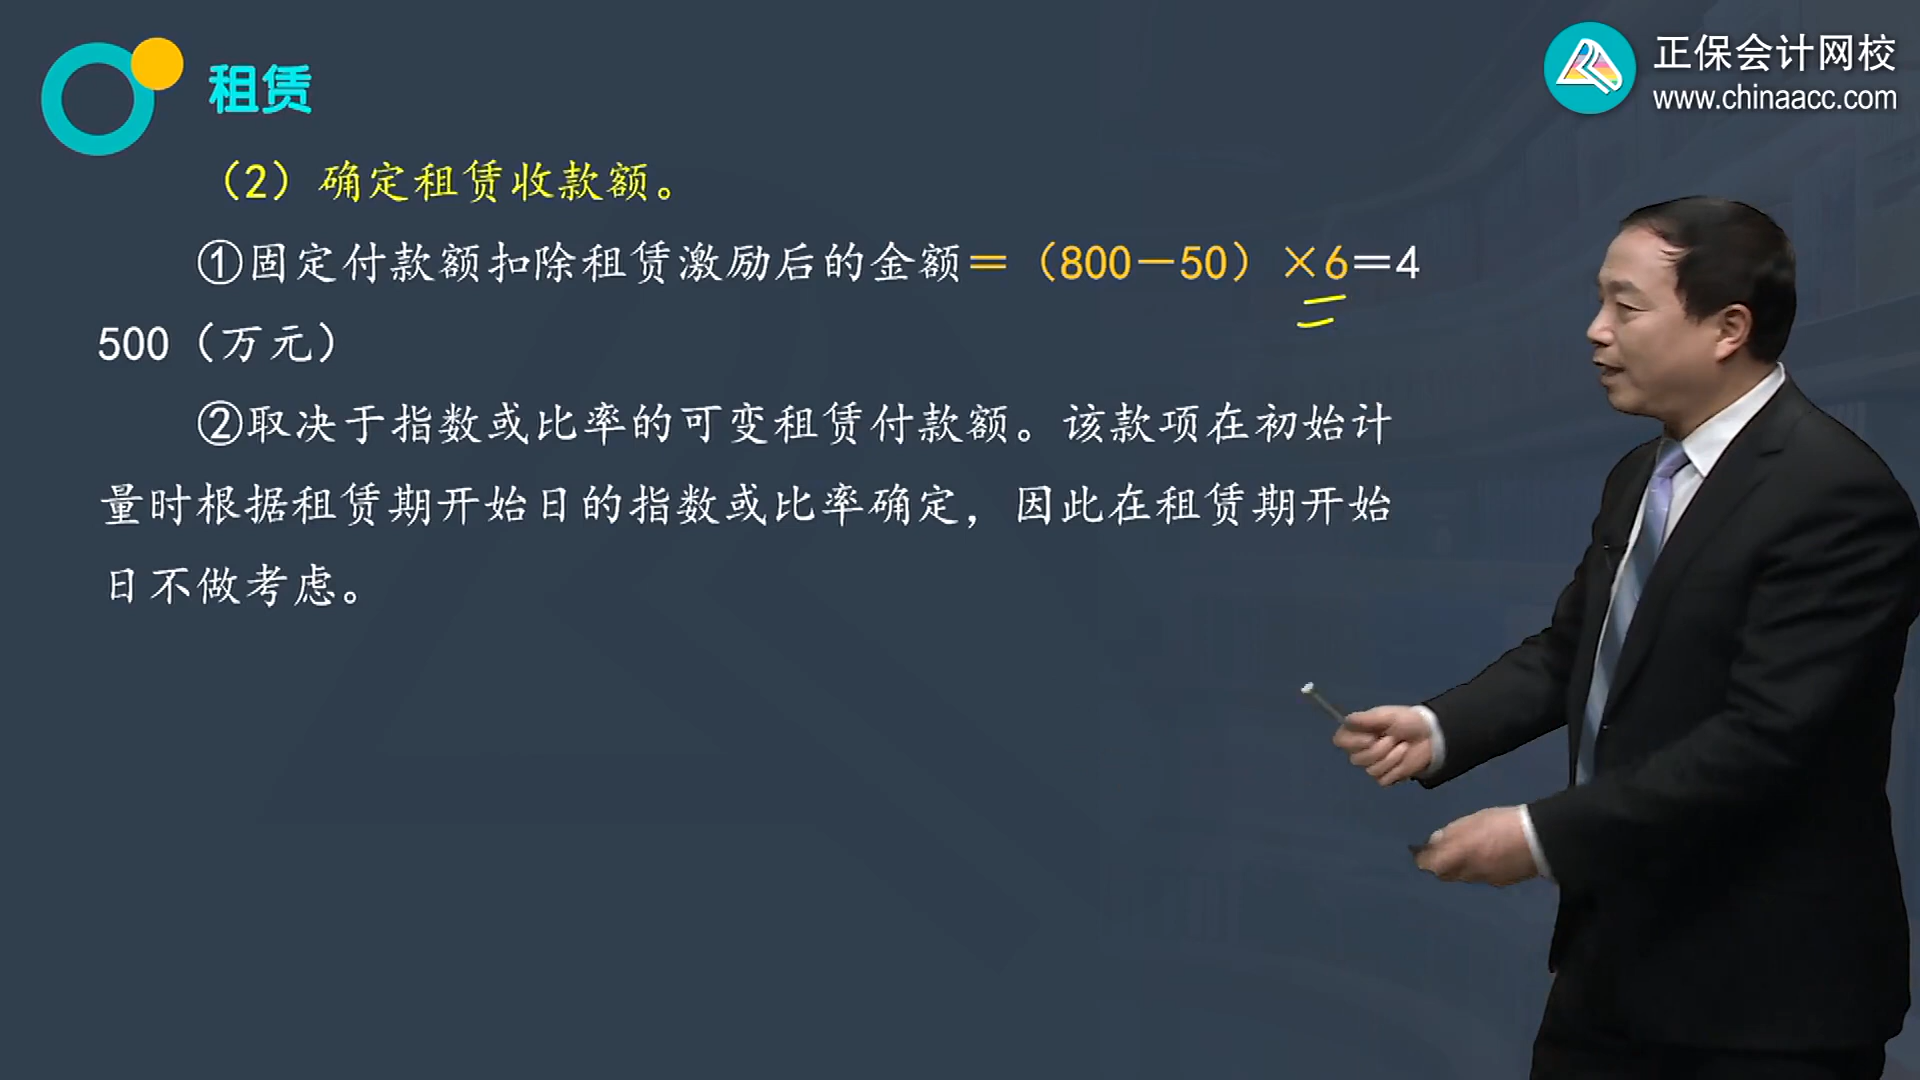 租赁
正保会计网校
www.chinaacc.com
（2）确定租赁收款额。
①固定付款额扣除租赁激励后的金额＝（800－50）×6＝4
500（万元）
②取决于指数或比率的可变租赁付款额。该款项在初始计
量时根据租赁期开始日的指数或比率确定，因此在租赁期开始
日不做考虑。